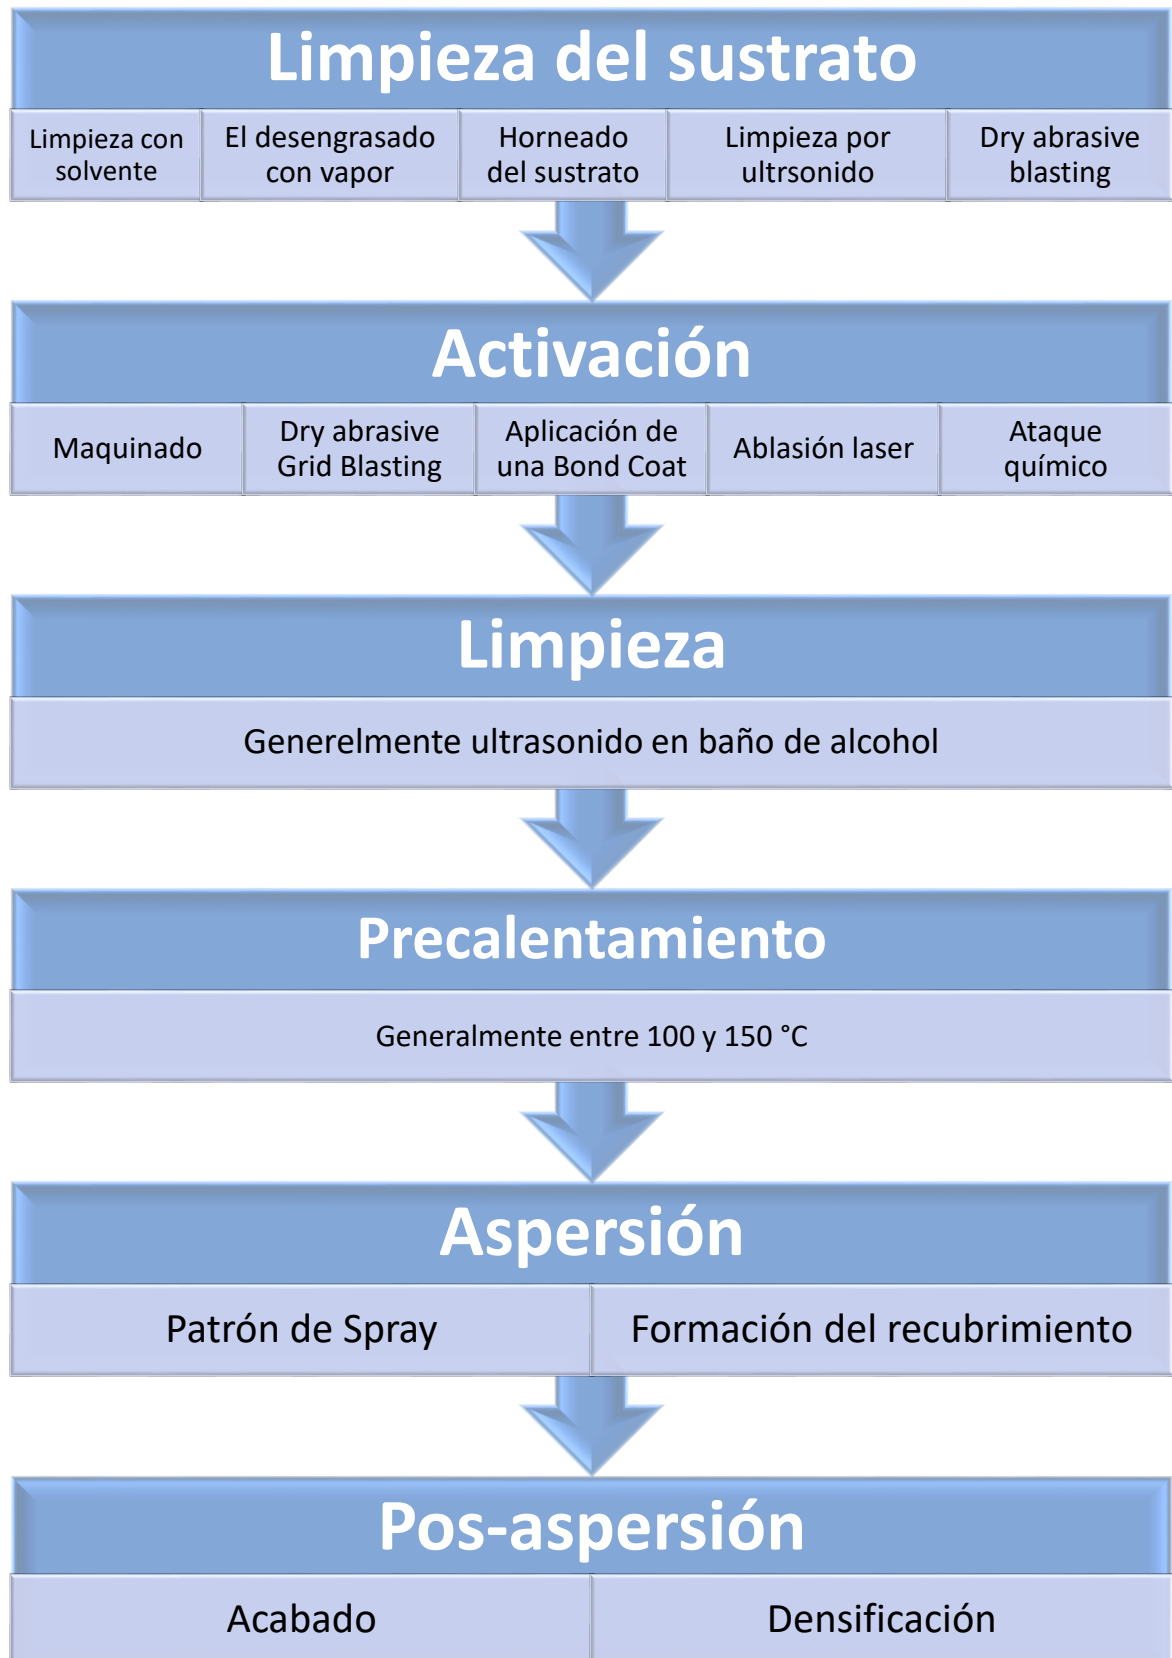 Limpieza del sustrato
Limpieza con
solvente
El desengrasado
con vapor
Horneado
del sustrato
Limpieza por
ultrsonido
Dry abrasive
blasting
Activación
Maquinado
Dry abrasive
Grid Blasting
Aplicación de
una Bond Coat
Ablasión laser
Ataque
químico
Limpieza
Generelmente ultrasonido en baño de alcohol
Precalentamiento
Generalmente entre 100 y 150 °C
Aspersión
Patrón de Spray
Formación del recubrimiento
Pos-aspersión
Acabado
Densificación